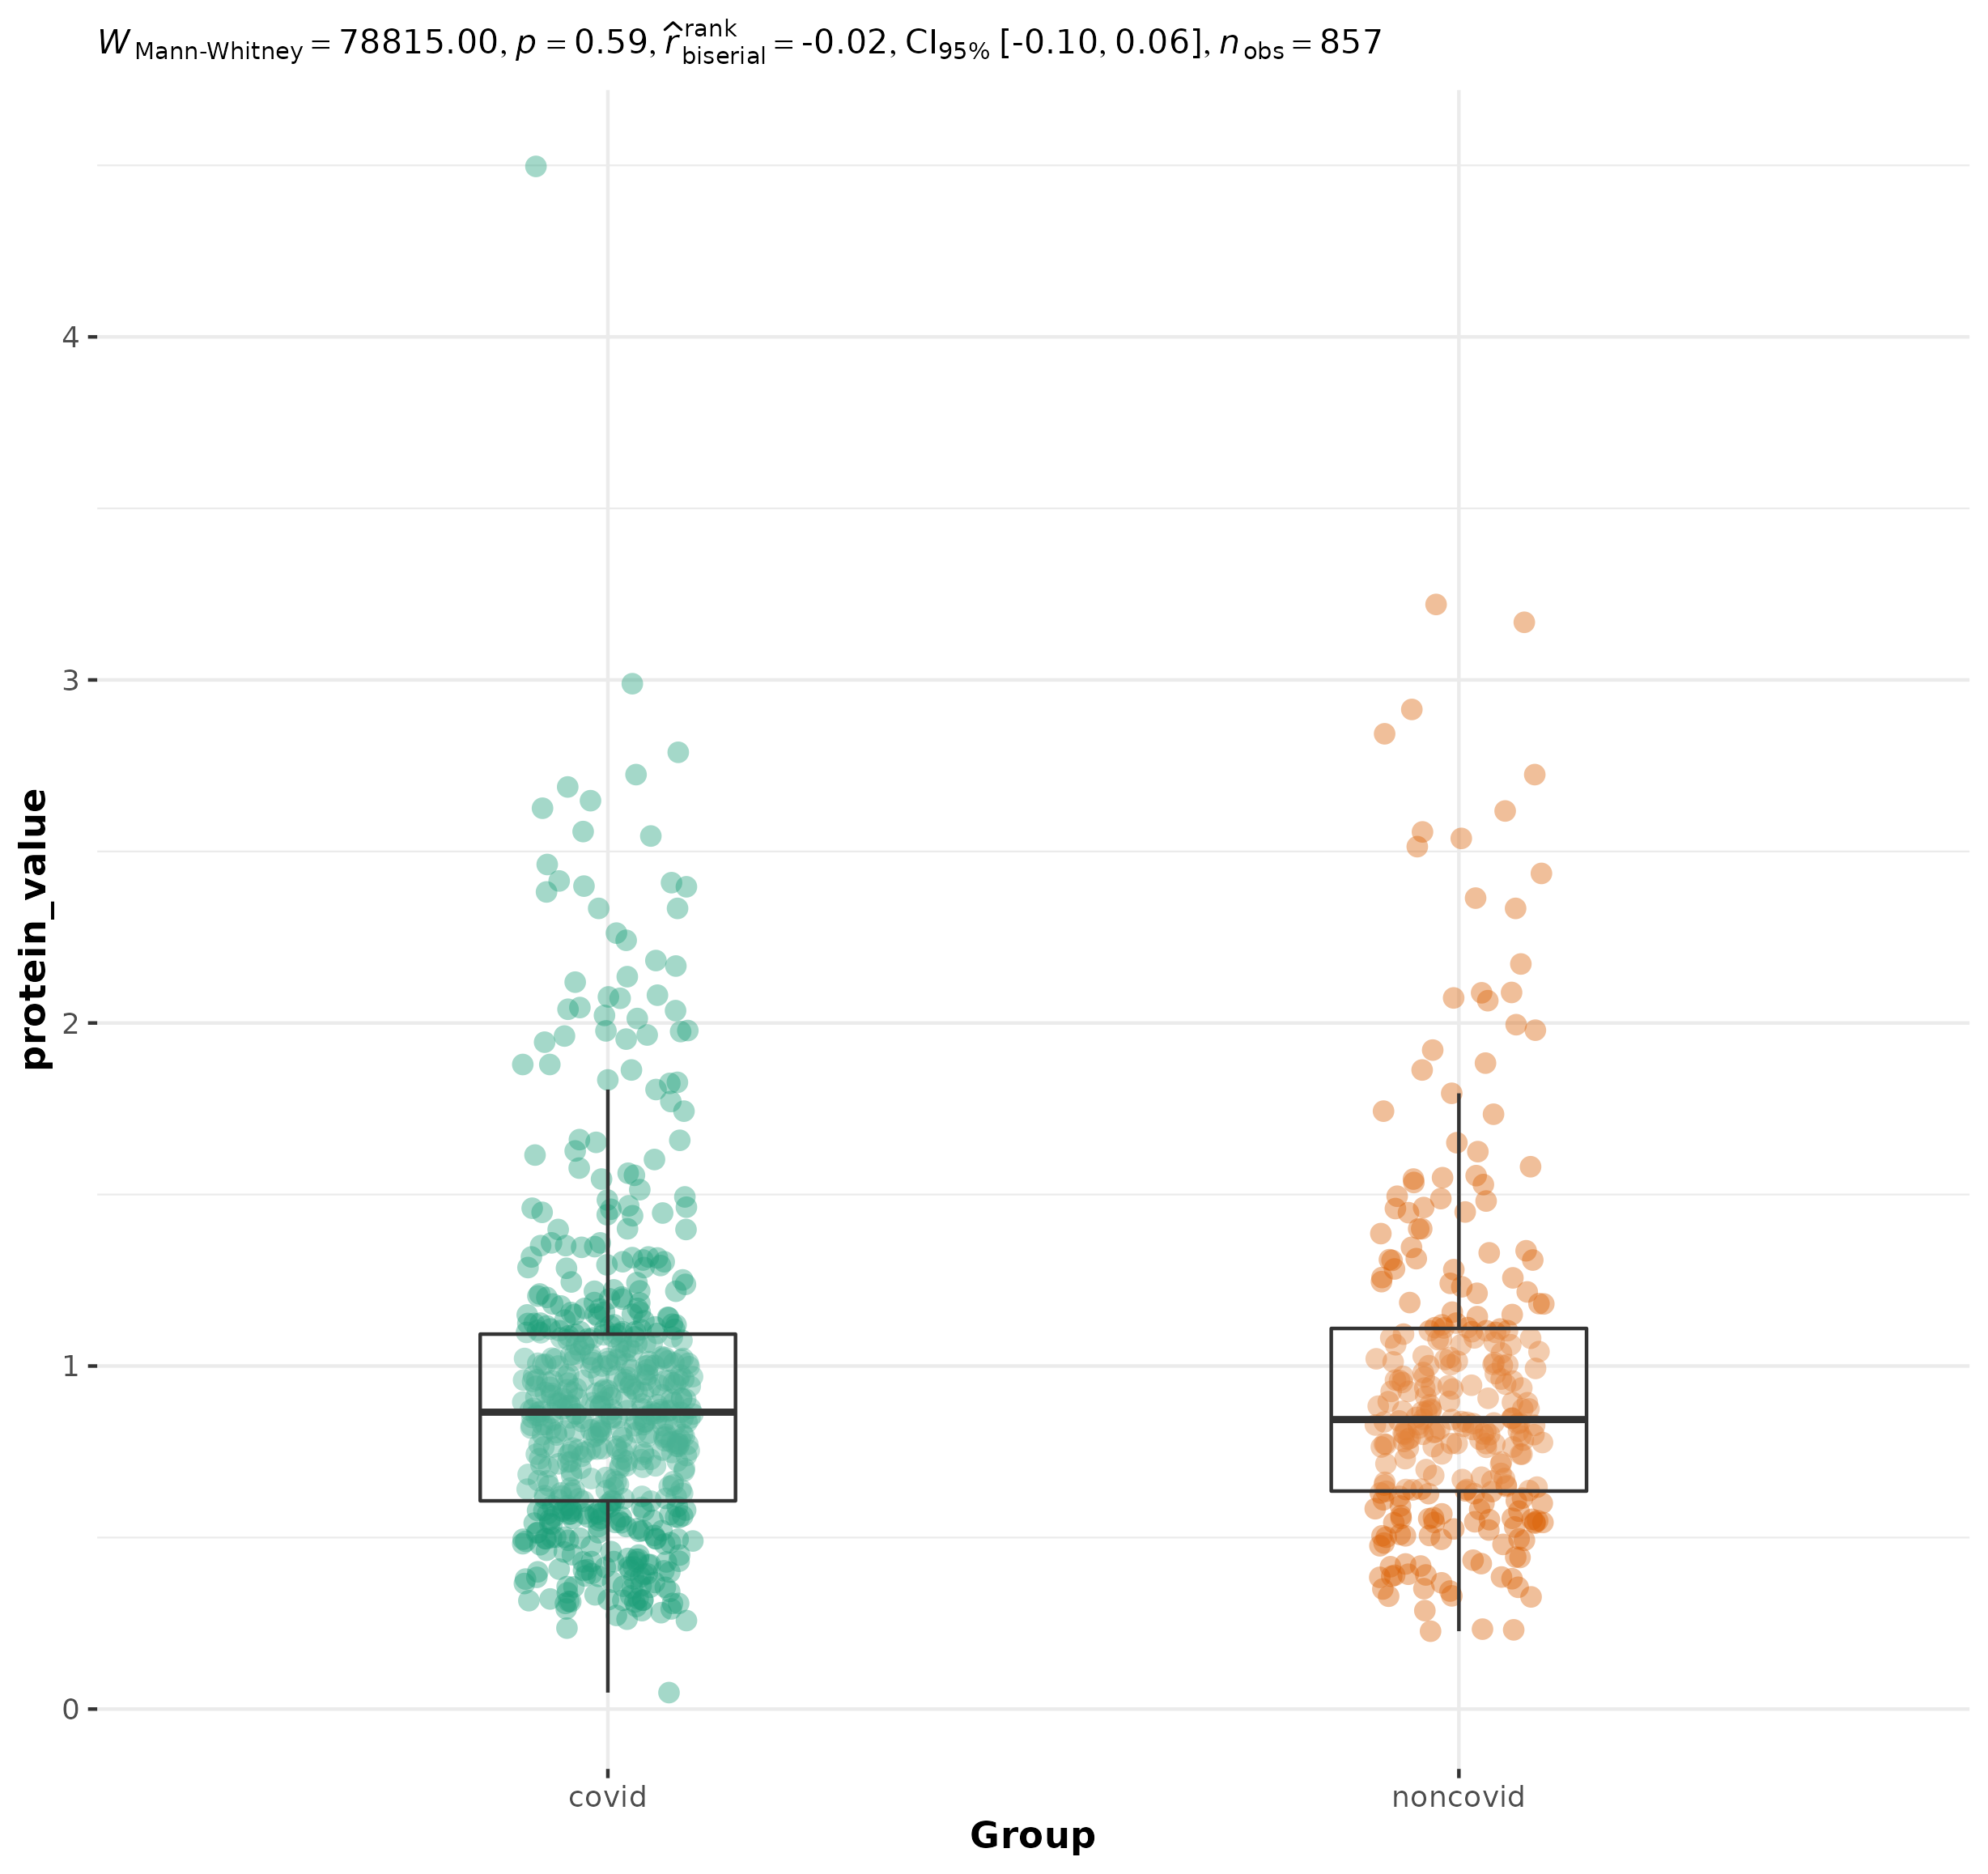 W Mann-Whitney = 78815.00, p = 0.59, r̂ rank biserial = -0.02, CI95% [-0.10, 0.06], n obs = 857
protein_value
4
3
2
1
0
covid noncovid
Group